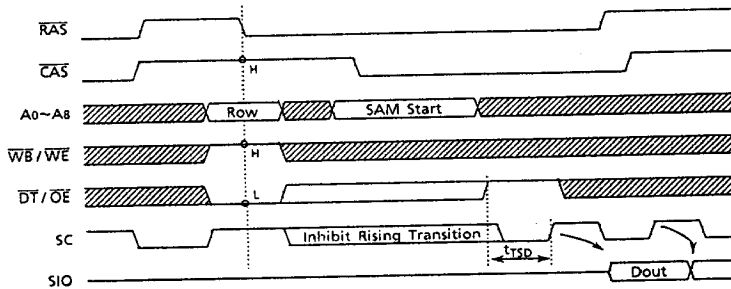 RAS
CAS
H
A0~A8
Row
SAM Start
WB / WE
H
DT / OE
L
SC
Inhibit Rising Transition
tTSD
SIO
Dout